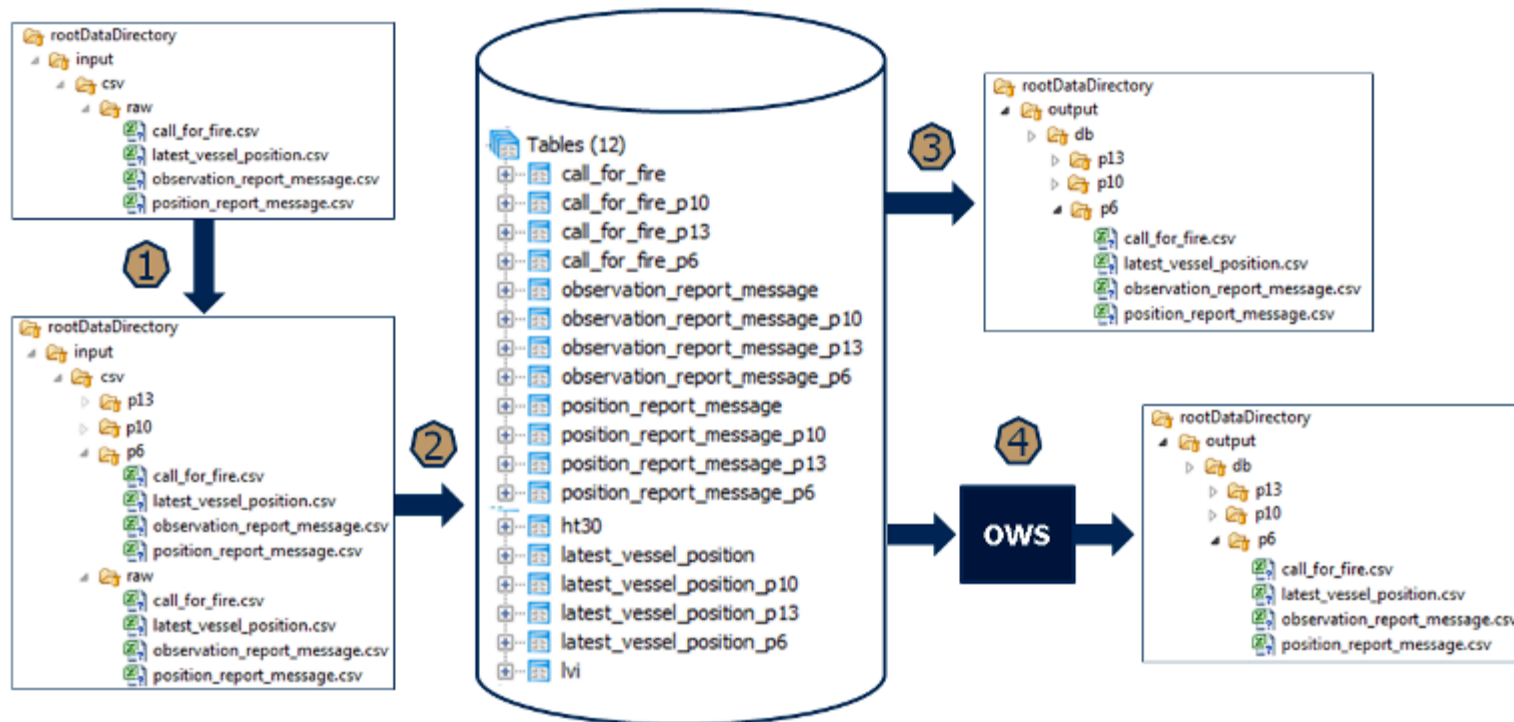 rootDataDirectory
input
csv
raw
call_for_fire.csv
latest_vessel_position.csv
observation_report_message.csv
position_report_message.csv
1
rootDataDirectory
input
csv
p13
p10
p6
call_for_fire.csv
latest_vessel_position.csv
observation_report_message.csv
position_report_message.csv
raw
call_for_fire.csv
latest_vessel_position.csv
observation_report_message.csv
position_report_message.csv
2
Tables (12)
call_for_fire
call_for_fire_p10
call_for_fire_p13
call_for_fire_p6
observation_report_message
observation_report_message_p10
observation_report_message_p13
observation_report_message_p6
position_report_message
position_report_message_p10
position_report_message_p13
position_report_message_p6
ht30
latest_vessel_position
latest_vessel_position_p10
latest_vessel_position_p13
latest_vessel_position_p6
lvi
3
rootDataDirectory
output
db
p13
p10
p6
call_for_fire.csv
latest_vessel_position.csv
observation_report_message.csv
position_report_message.csv
4
OWS
rootDataDirectory
output
db
p13
p10
p6
call_for_fire.csv
latest_vessel_position.csv
observation_report_message.csv
position_report_message.csv